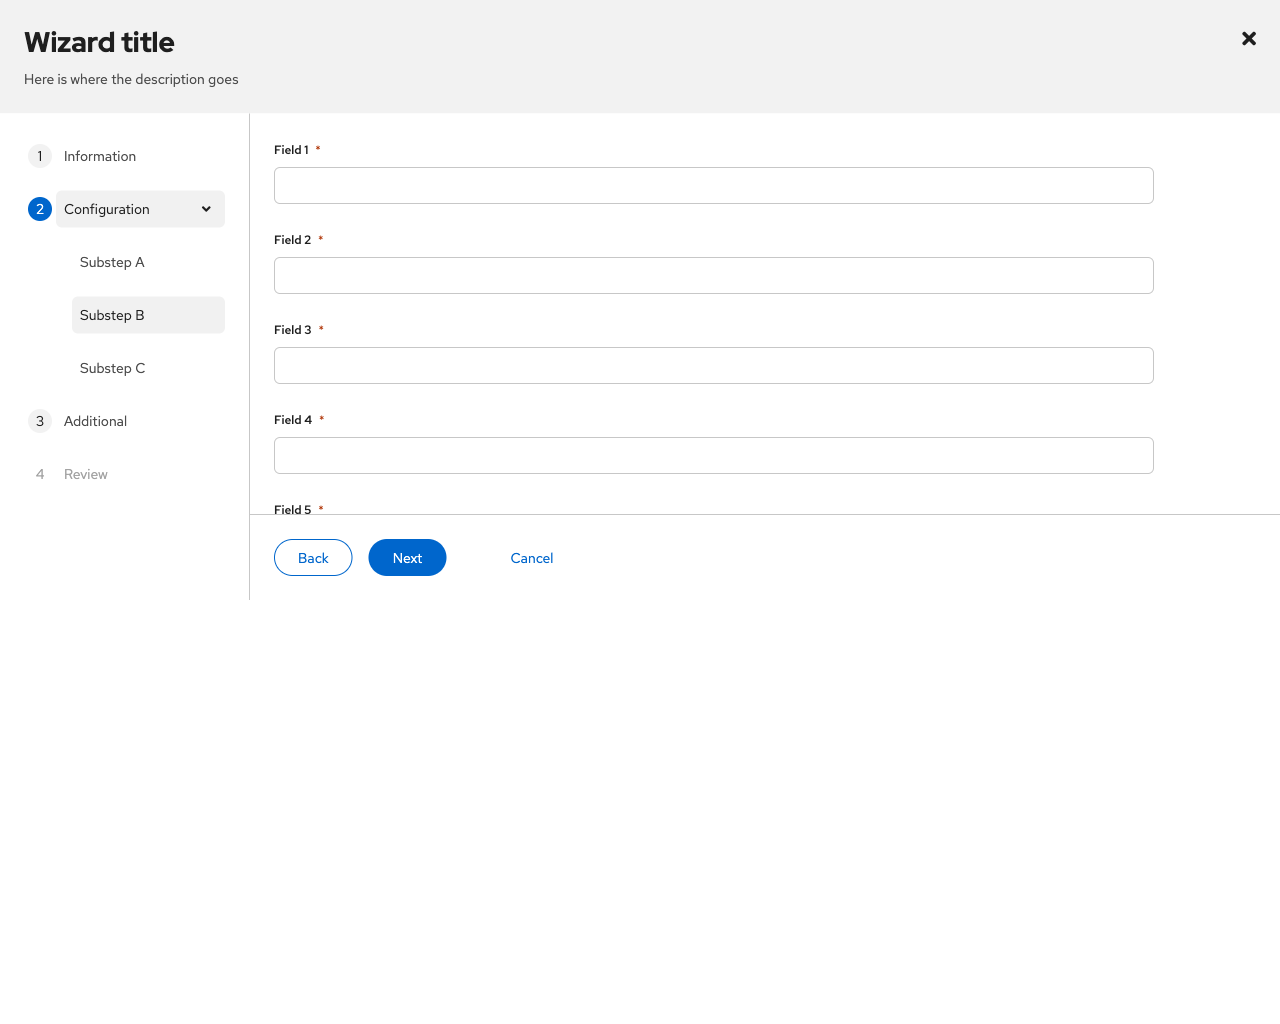 Wizard title
Here is where the description goes
1 Information
2 Configuration
Substep A
Substep B
Substep C
3 Additional
4 Review
Field 1 *
Field 2 *
Field 3 *
Field 4 *
Field 5 *
Back Next Cancel